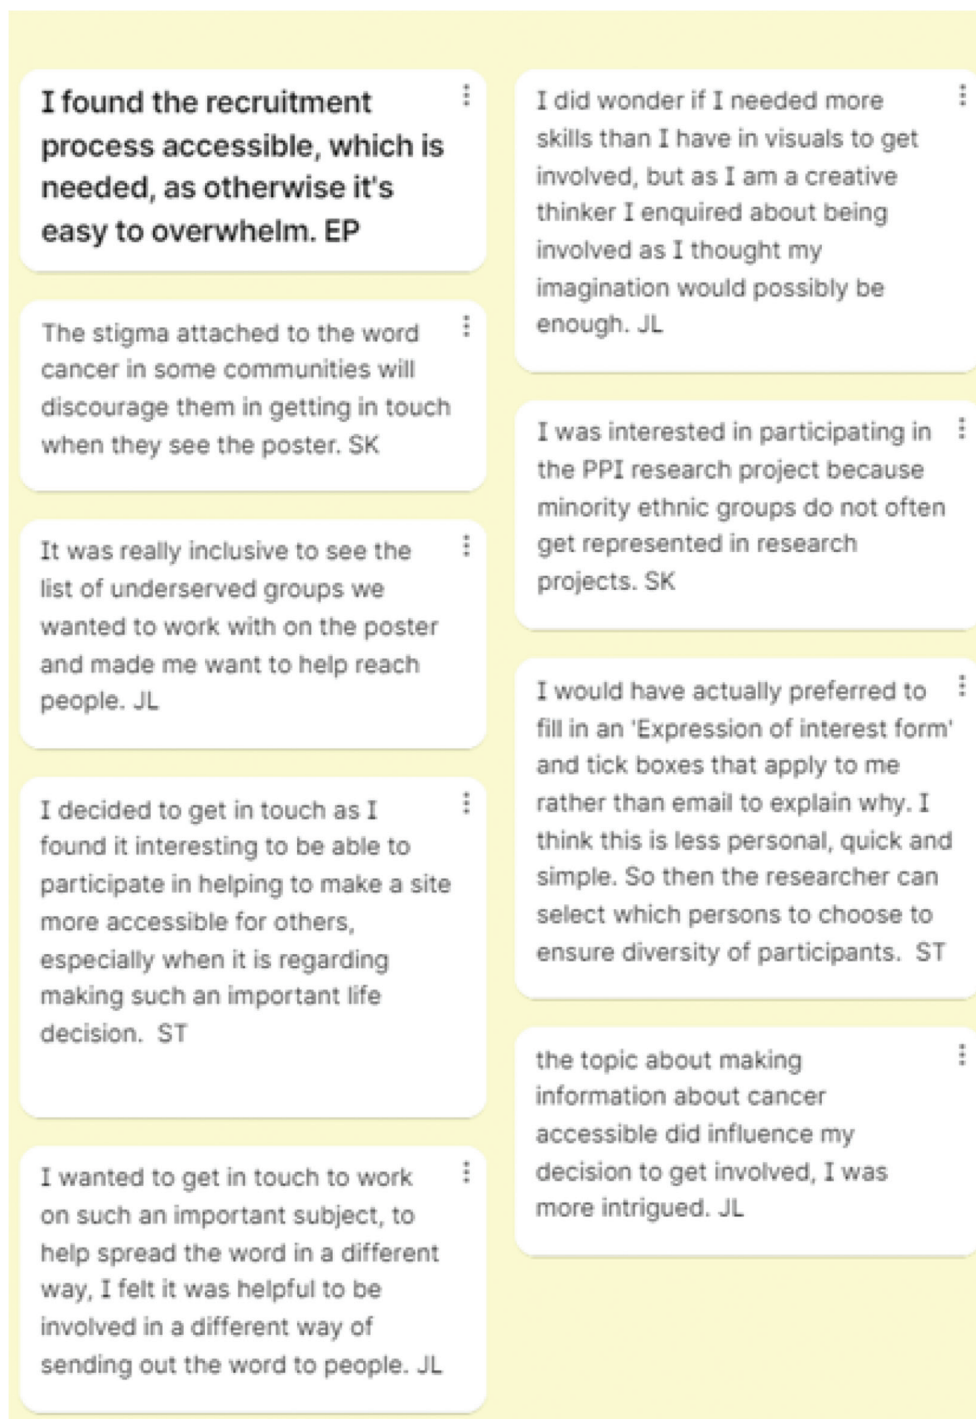 I found the recruitment
process accessible, which is
needed, as otherwise it's
easy to overwhelm. EP
The stigma attached to the word
cancer in some communities will
discourage them in getting in touch
when they see the poster. SK
It was really inclusive to see the
list of underserved groups we
wanted to work with on the poster
and made me want to help reach
people. JL
I decided to get in touch as I
found it interesting to be able to
participate in helping to make a site
more accessible for others,
especially when it is regarding
making such an important life
decision. ST
I wanted to get in touch to work
on such an important subject, to
help spread the word in a different
way, I felt it was helpful to be
involved in a different way of
sending out the word to people. JL
I did wonder if I needed more
skills than I have in visuals to get
involved, but as I am a creative
thinker I enquired about being
involved as I thought my
imagination would possibly be
enough. JL
I was interested in participating in
the PPI research project because
minority ethnic groups do not often
get represented in research
projects. SK
I would have actually preferred to
fill in an 'Expression of interest form'
and tick boxes that apply to me
rather than email to explain why. I
think this is less personal, quick and
simple. So then the researcher can
select which persons to choose to
ensure diversity of participants. ST
the topic about making
information about cancer
accessible did influence my
decision to get involved, I was
more intrigued. JL